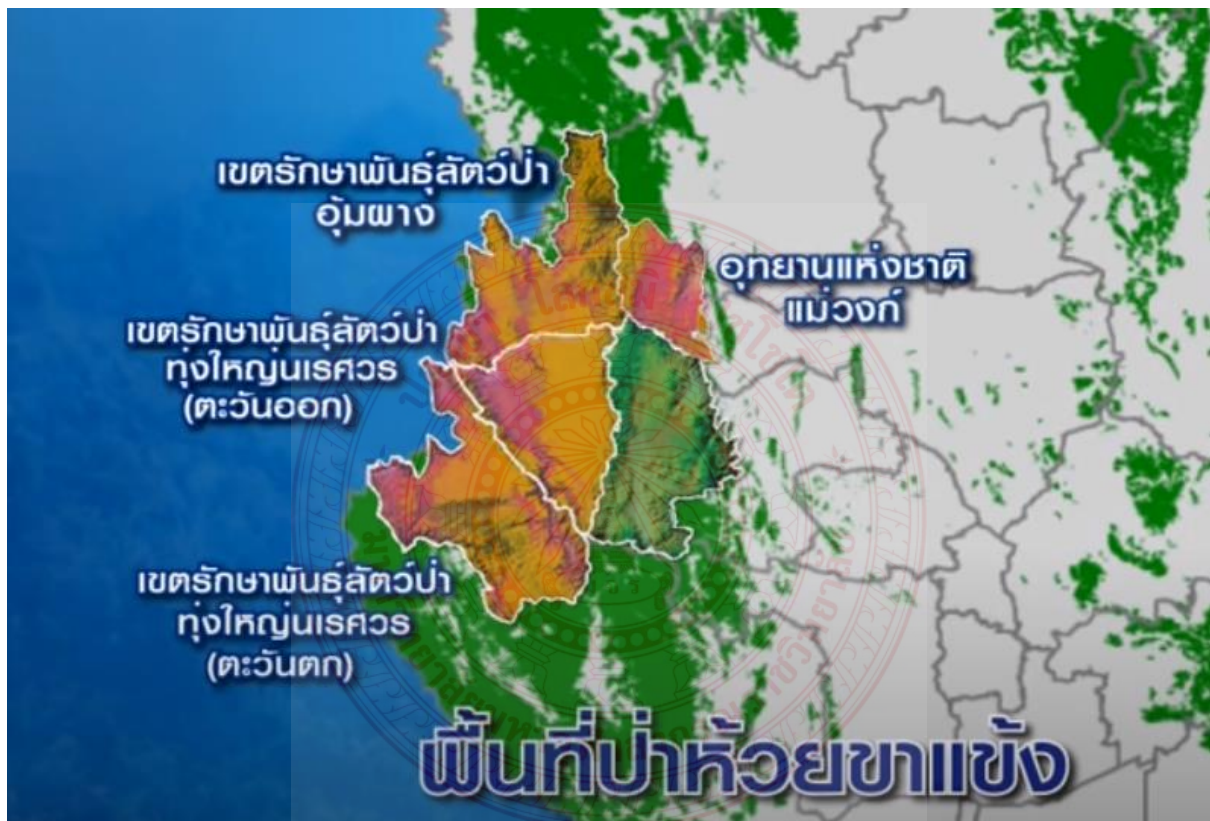 เขตรักษาพันธุ์สัตว์ป่า
อุ้มผาง
อุทยานแห่งชาติ
แม่วงก์
เขตรักษาพันธุ์สัตว์ป่า
ทุ่งใหญ่นเรศวร
(ตะวันออก)
เขตรักษาพันธุ์สัตว์ป่า
ทุ่งใหญ่นเรศวร
(ตะวันตก)
พื้นที่ป่าห้วยขาแข้ง